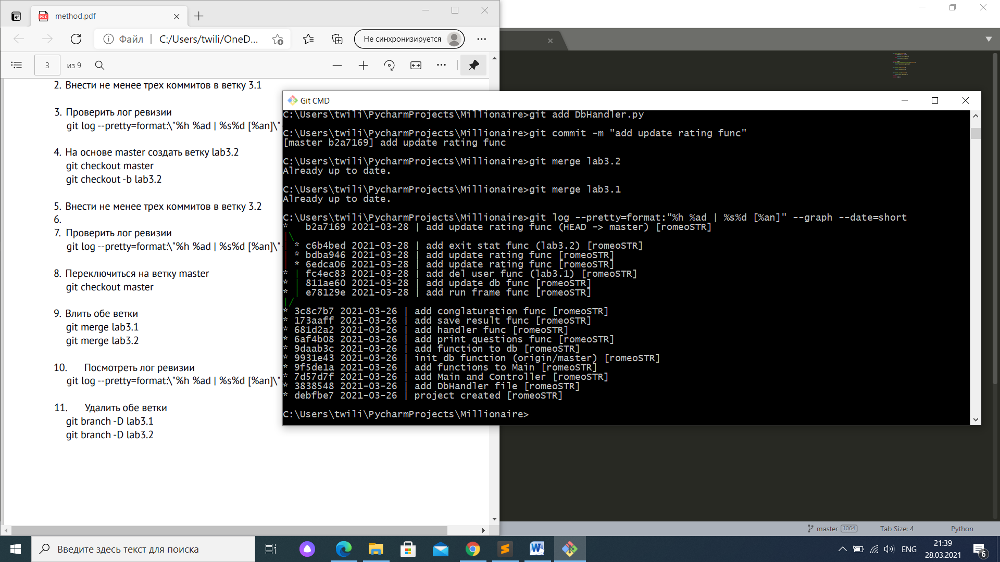 method.pdf
Файл | C:/Users/twili/OneD...
Не синхронизируется
3 из 9
2. Внести не менее трех коммитов в ветку 3.1
3. Проверить лог ревизии
git log --pretty=format:\"%h %ad | %s%d [%an]\"
4. На основе master создать ветку lab3.2
git checkout master
git checkout -b lab3.2
5. Внести не менее трех коммитов в ветку 3.2
6.
7. Проверить лог ревизии
git log --pretty=format:\"%h %ad | %s%d [%an]\"
8. Переключиться на ветку master
git checkout master
9. Влить обе ветки
git merge lab3.1
git merge lab3.2
10. Посмотреть лог ревизии
git log --pretty=format:\"%h %ad | %s%d [%an]\"
11. Удалить обе ветки
git branch -D lab3.1
git branch -D lab3.2
Git CMD
C:\Users\twili\PycharmProjects\Millionaire>git add DbHandler.py
C:\Users\twili\PycharmProjects\Millionaire>git commit -m "add update rating func"
[master b2a7169] add update rating func
C:\Users\twili\PycharmProjects\Millionaire>git merge lab3.2
Already up to date.
C:\Users\twili\PycharmProjects\Millionaire>git merge lab3.1
Already up to date.
C:\Users\twili\PycharmProjects\Millionaire>git log --pretty=format:"%h %ad | %s%d [%an]" --graph --date=short
*   b2a7169 2021-03-28 | add update rating func (HEAD -> master) [romeoSTR]
|\
| * c6b4bed 2021-03-28 | add exit stat func (lab3.2) [romeoSTR]
| * bdba946 2021-03-28 | add update rating func [romeoSTR]
| * 6edca06 2021-03-28 | add update rating func [romeoSTR]
* | fc4ec83 2021-03-28 | add del user func (lab3.1) [romeoSTR]
* | 811ae60 2021-03-28 | add update db func [romeoSTR]
* | e78129e 2021-03-28 | add run frame func [romeoSTR]
|/
* 3c8c7b7 2021-03-26 | add conglaturation func [romeoSTR]
* 173aaff 2021-03-26 | add save result func [romeoSTR]
* 681d2a2 2021-03-26 | add handler func [romeoSTR]
* 6af4b08 2021-03-26 | add print questions func [romeoSTR]
* 9daab3c 2021-03-26 | add function to db [romeoSTR]
* 9931e43 2021-03-26 | init db function (origin/master) [romeoSTR]
* 9f5de1a 2021-03-26 | add functions to Main [romeoSTR]
* 7d57d7f 2021-03-26 | add Main and Controller [romeoSTR]
* 3838548 2021-03-26 | add DbHandler file [romeoSTR]
* debfbe7 2021-03-26 | project created [romeoSTR]
C:\Users\twili\PycharmProjects\Millionaire>
master 1064 Tab Size: 4 Python
Введите здесь текст для поиска
ENG
21:39
28.03.2021
6